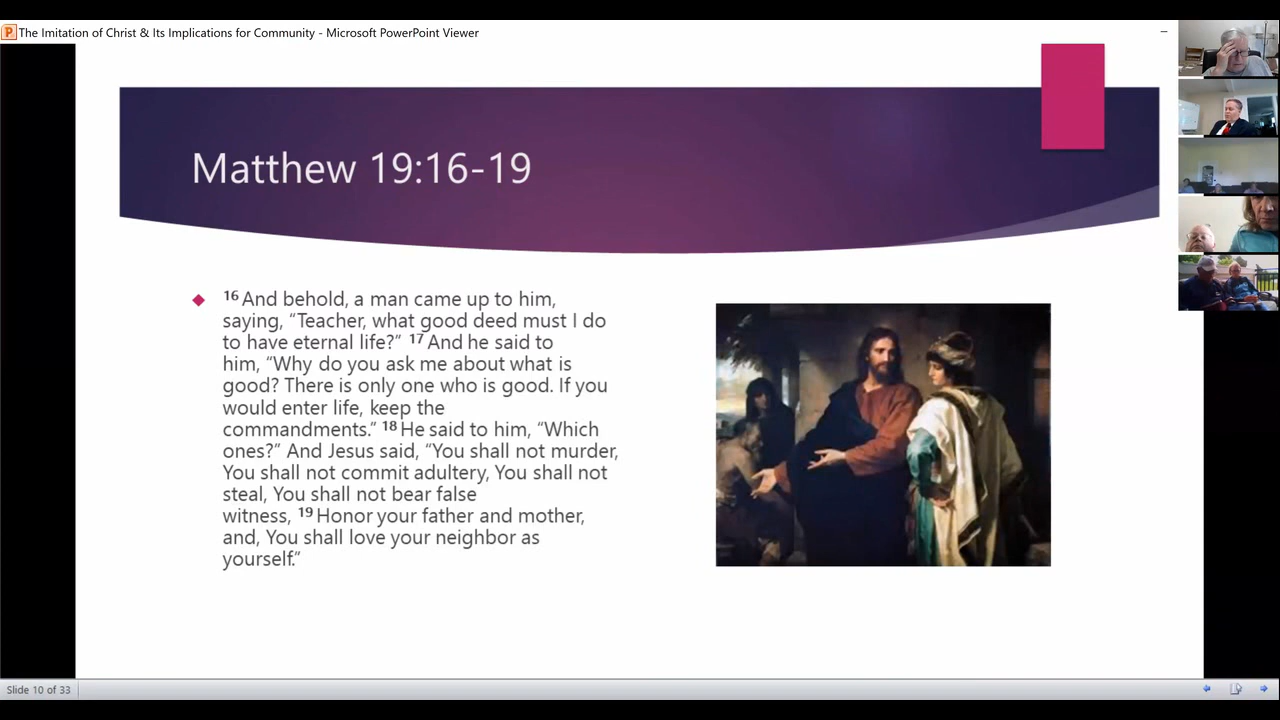 The Imitation of Christ & Its Implications for Community - Microsoft PowerPoint Viewer
Matthew 19:16-19
16 And behold, a man came up to him,
saying, “Teacher, what good deed must I do
to have eternal life?” 17 And he said to
him, “Why do you ask me about what is
good? There is only one who is good. If you
would enter life, keep the
commandments.” 18 He said to him, “Which
ones?” And Jesus said, “You shall not murder,
You shall not commit adultery, You shall not
steal, You shall not bear false
witness, 19 Honor your father and mother,
and, You shall love your neighbor as
yourself.”
Slide 10 of 33